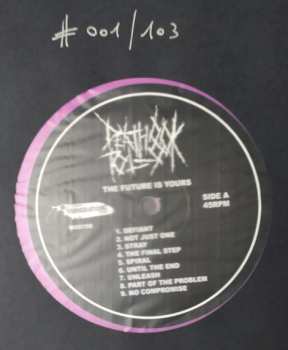 # 001/103
THE FUTURE IS YOURS
SIDE A
45RPM
1. DEFIANT
2. NOT JUST ONE
3. STRAY
4. THE FINAL STEP
5. SPIRAL
6. UNTIL THE END
7. UNLEASH
8. PART OF THE PROBLEM
9. NO COMPROMISE